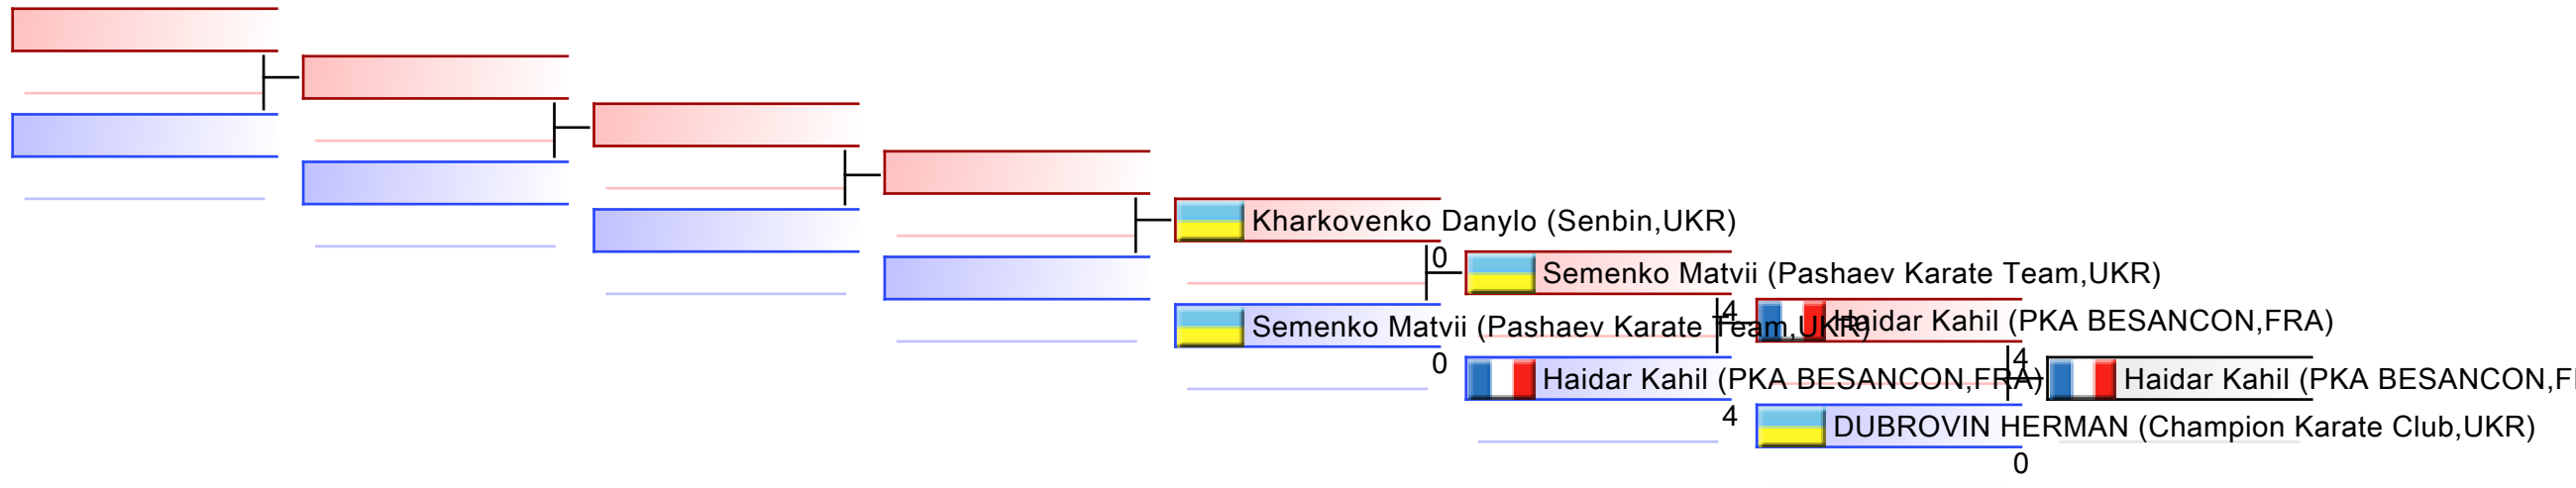 Kharkovenko Danylo (Senbin,UKR)
0
Semenko Matvii (Pashaev Karate Team,UKR)
0
Semenko Matvii (Pashaev Karate Team,UKR)
4
Haidar Kahil (PKA BESANCON,FRA)
4
Haidar Kahil (PKA BESANCON,FRA)
4
DUBROVIN HERMAN (Champion Karate Club,UKR)
0
Haidar Kahil (PKA BESANCON,F